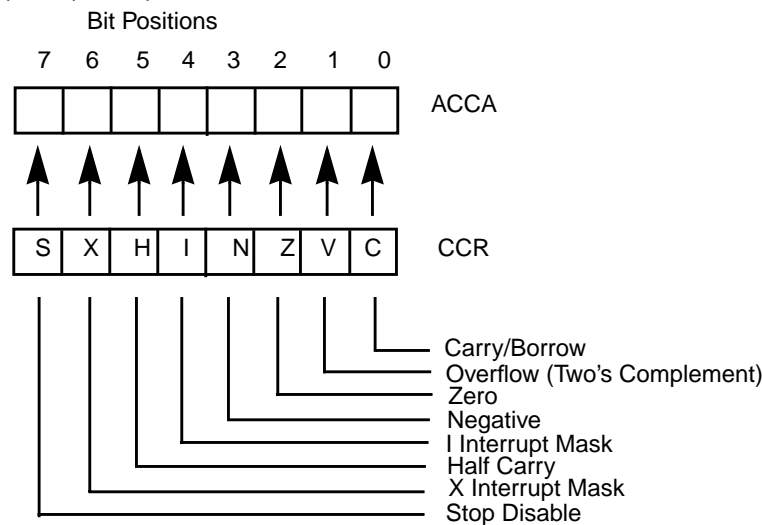 Bit Positions
7 6 5 4 3 2 1 0
ACCA
S X H I N Z V C CCR
Carry/Borrow
Overflow (Two's Complement)
Zero
Negative
I Interrupt Mask
Half Carry
X Interrupt Mask
Stop Disable